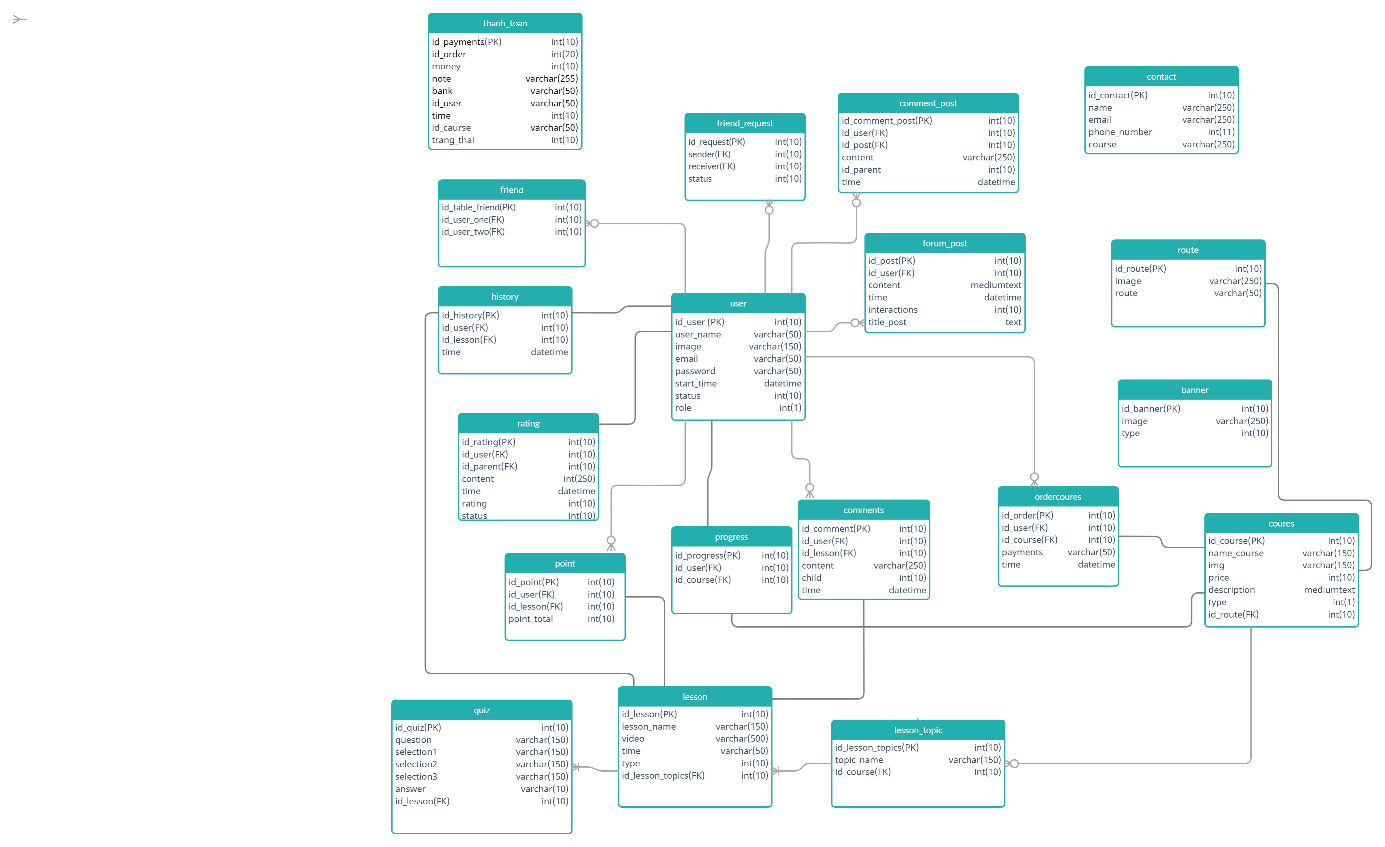 thanh_toan
id_payments(PK) int(10)
id_order int(20)
money int(10)
note varchar(255)
bank varchar(50)
id_user varchar(50)
time int(10)
id_caurse varchar(50)
trang_thai int(10)
contact
id_contact(PK) int(10)
name varchar(250)
email varchar(250)
phone_number int(11)
course varchar(250)
comment_post
id_comment_post(PK) int(10)
id_user(FK) int(10)
id_post(FK) int(10)
content varchar(250)
id_parent int(10)
time datetime
friend_request
id_request(PK) int(10)
sender(FK) int(10)
receiver(FK) int(10)
status int(10)
friend
id_table_friend(PK) int(10)
id_user_one(FK) int(10)
id_user_two(FK) int(10)
forum_post
id_post(PK) int(10)
id_user(FK) int(10)
content mediumtext
time datetime
interactions int(10)
title_post text
route
id_route(PK) int(10)
image varchar(250)
route varchar(50)
history
id_history(PK) int(10)
id_user(FK) int(10)
id_lesson(FK) int(10)
time datetime
user
id_user (PK) int(10)
user_name varchar(50)
image varchar(150)
email varchar(50)
password varchar(50)
start_time datetime
status int(10)
role int(1)
banner
id_banner(PK) int(10)
image varchar(250)
type int(10)
rating
id_rating(PK) int(10)
id_user(FK) int(10)
id_parent(FK) int(10)
content int(250)
time datetime
rating int(10)
status int(10)
ordercoures
id_order(PK) int(10)
id_user(FK) int(10)
id_course(FK) int(10)
payments varchar(50)
time datetime
comments
id_comment(PK) int(10)
id_user(FK) int(10)
id_lesson(FK) int(10)
content varchar(250)
child int(10)
time datetime
coures
id_course(PK) int(10)
name_course varchar(150)
img varchar(150)
price int(10)
description mediumtext
type int(1)
id_route(FK) int(10)
progress
id_progress(PK) int(10)
id_user(FK) int(10)
id_course(FK) int(10)
point
id_point(PK) int(10)
id_user(FK) int(10)
id_lesson(FK) int(10)
point_total int(10)
lesson
id_lesson(PK) int(10)
lesson_name varchar(150)
video varchar(500)
time varchar(50)
type int(10)
id_lesson_topics(FK) int(10)
quiz
id_quiz(PK) int(10)
question varchar(150)
selection1 varchar(150)
selection2 varchar(150)
selection3 varchar(150)
answer varchar(10)
id_lesson(FK) int(10)
lesson_topic
id_lesson_topics(PK) int(10)
topic_name varchar(150)
id_course(FK) int(10)